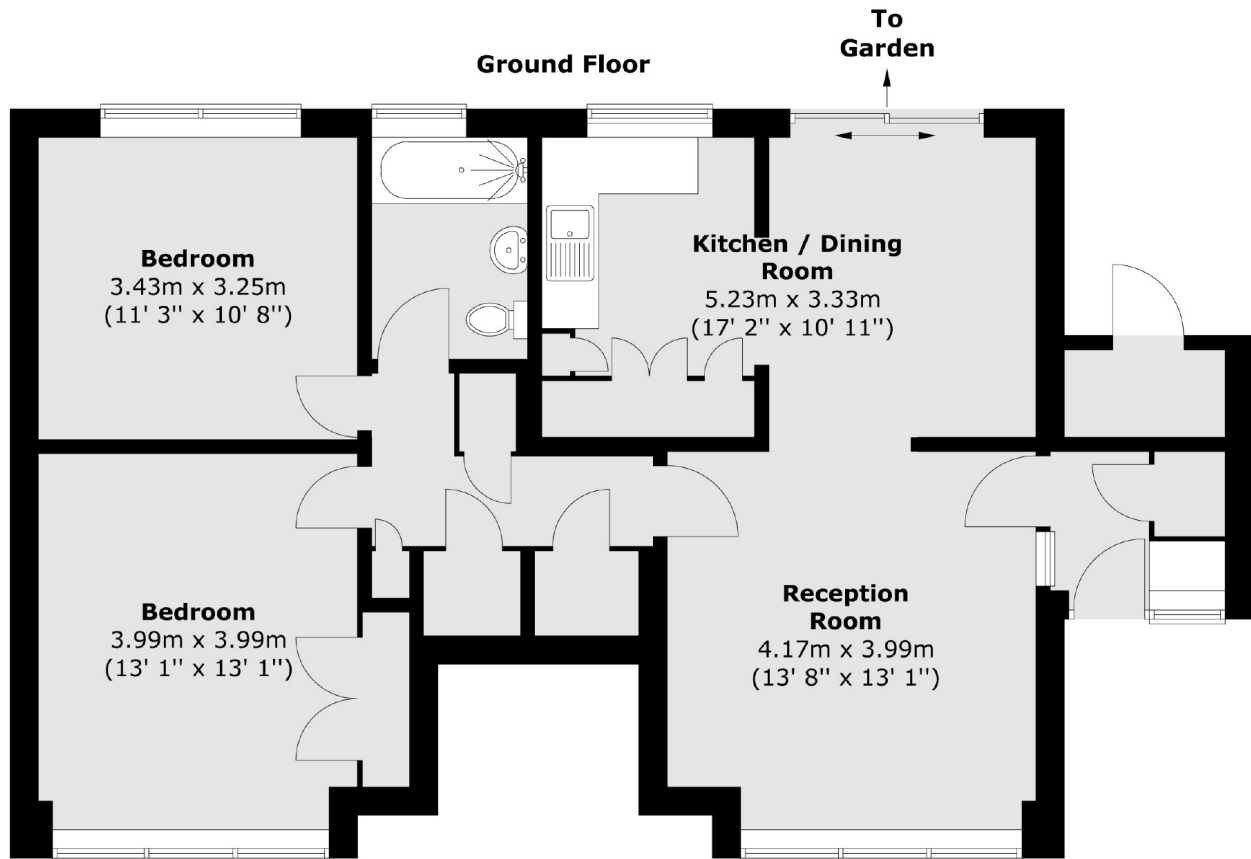 To
Garden
Ground Floor
Bedroom
3.43m x 3.25m
(11' 3'' x 10' 8'')
Kitchen / Dining
Room
5.23m x 3.33m
(17' 2'' x 10' 11'')
Bedroom
3.99m x 3.99m
(13' 1'' x 13' 1'')
Reception
Room
4.17m x 3.99m
(13' 8'' x 13' 1'')